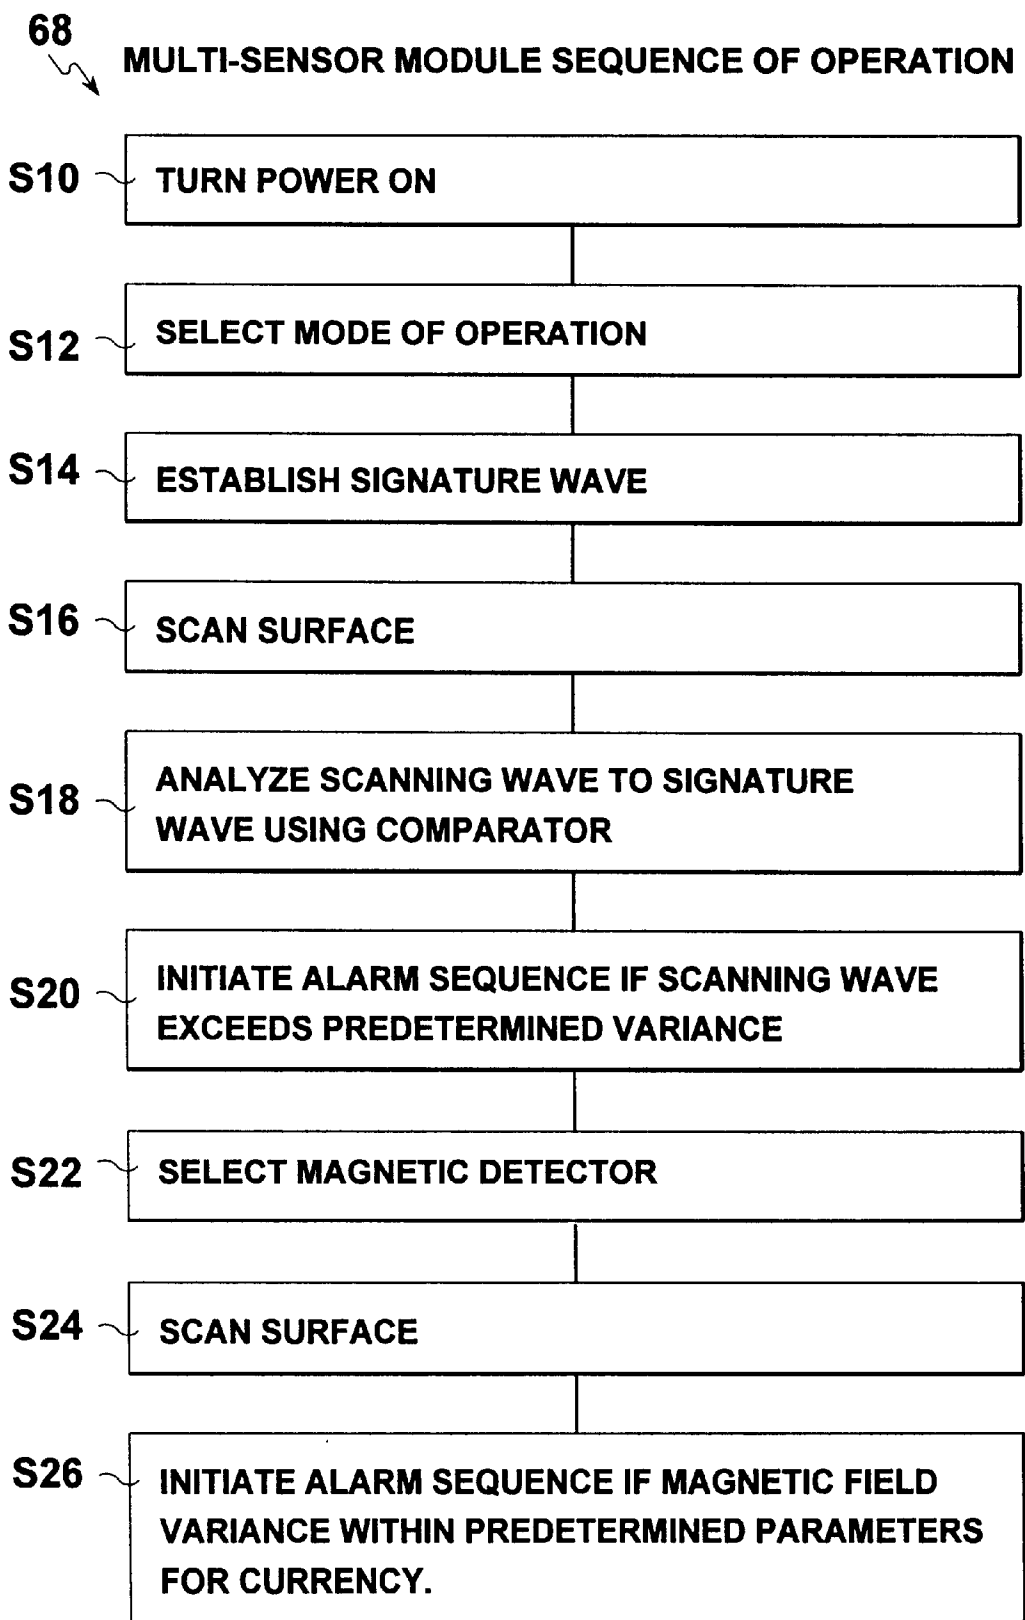 68
MULTI-SENSOR MODULE SEQUENCE OF OPERATION
S10
TURN POWER ON
S12
SELECT MODE OF OPERATION
S14
ESTABLISH SIGNATURE WAVE
S16
SCAN SURFACE
S18
ANALYZE SCANNING WAVE TO SIGNATURE
WAVE USING COMPARATOR
S20
INITIATE ALARM SEQUENCE IF SCANNING WAVE
EXCEEDS PREDETERMINED VARIANCE
S22
SELECT MAGNETIC DETECTOR
S24
SCAN SURFACE
S26
INITIATE ALARM SEQUENCE IF MAGNETIC FIELD
VARIANCE WITHIN PREDETERMINED PARAMETERS
FOR CURRENCY.